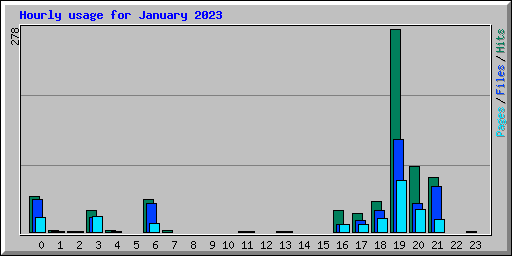 Hourly usage for January 2023
278
Pages/Files/Hits
0 1 2 3 4 5 6 7 8 9 10 11 12 13 14 15 16 17 18 19 20 21 22 23